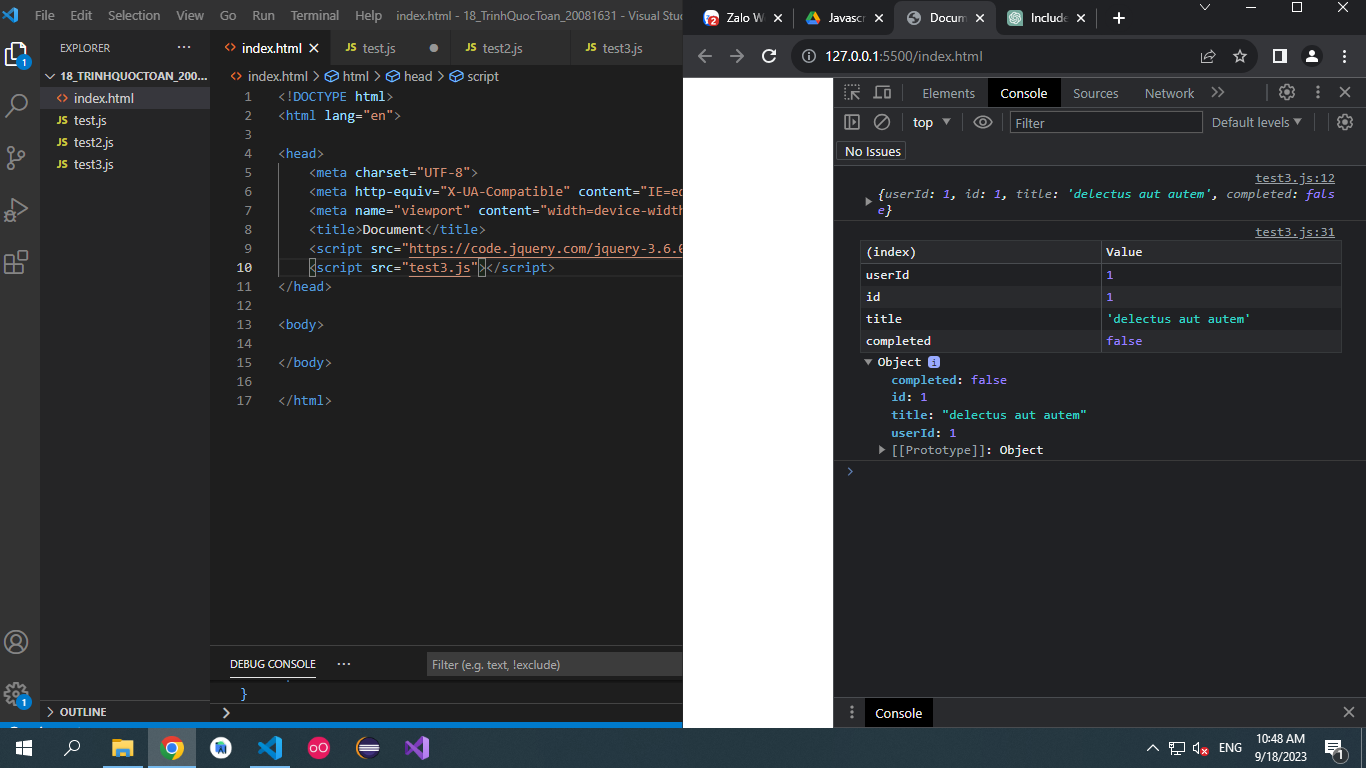 File Edit Selection View Go Run Terminal Help index.html - 18_TrinhQuocToan_20081631 - Visual Studi
Zalo W
Javascr
Docum
Include
127.0.0.1:5500/index.html
EXPLORER
18_TRINHQUOCTOAN_200...
index.html
JS test.js
JS test2.js
JS test3.js
OUTLINE
1
1
index.html
JS test.js
JS test2.js
JS test3.js
index.html > html > head > script
1 <!DOCTYPE html>
2 <html lang="en">
3
4 <head>
5 <meta charset="UTF-8">
6 <meta http-equiv="X-UA-Compatible" content="IE=ed
7 <meta name="viewport" content="width=device-width
8 <title>Document</title>
9 <script src="https://code.jquery.com/jquery-3.6.0
10 <script src="test3.js"></script>
11 </head>
12
13 <body>
14
15 </body>
16
17 </html>
DEBUG CONSOLE ...
Filter (e.g. text, !exclude)
}
Elements Console Sources Network
top Filter Default levels
No Issues
test3.js:12
{userId: 1, id: 1, title: 'delectus aut autem', completed: fals
e}
test3.js:31
(index) Value
userId 1
id 1
title 'delectus aut autem'
completed false
Object i
completed: false
id: 1
title: "delectus aut autem"
userId: 1
[[Prototype]]: Object
Console
ENG
10:48 AM
9/18/2023
1